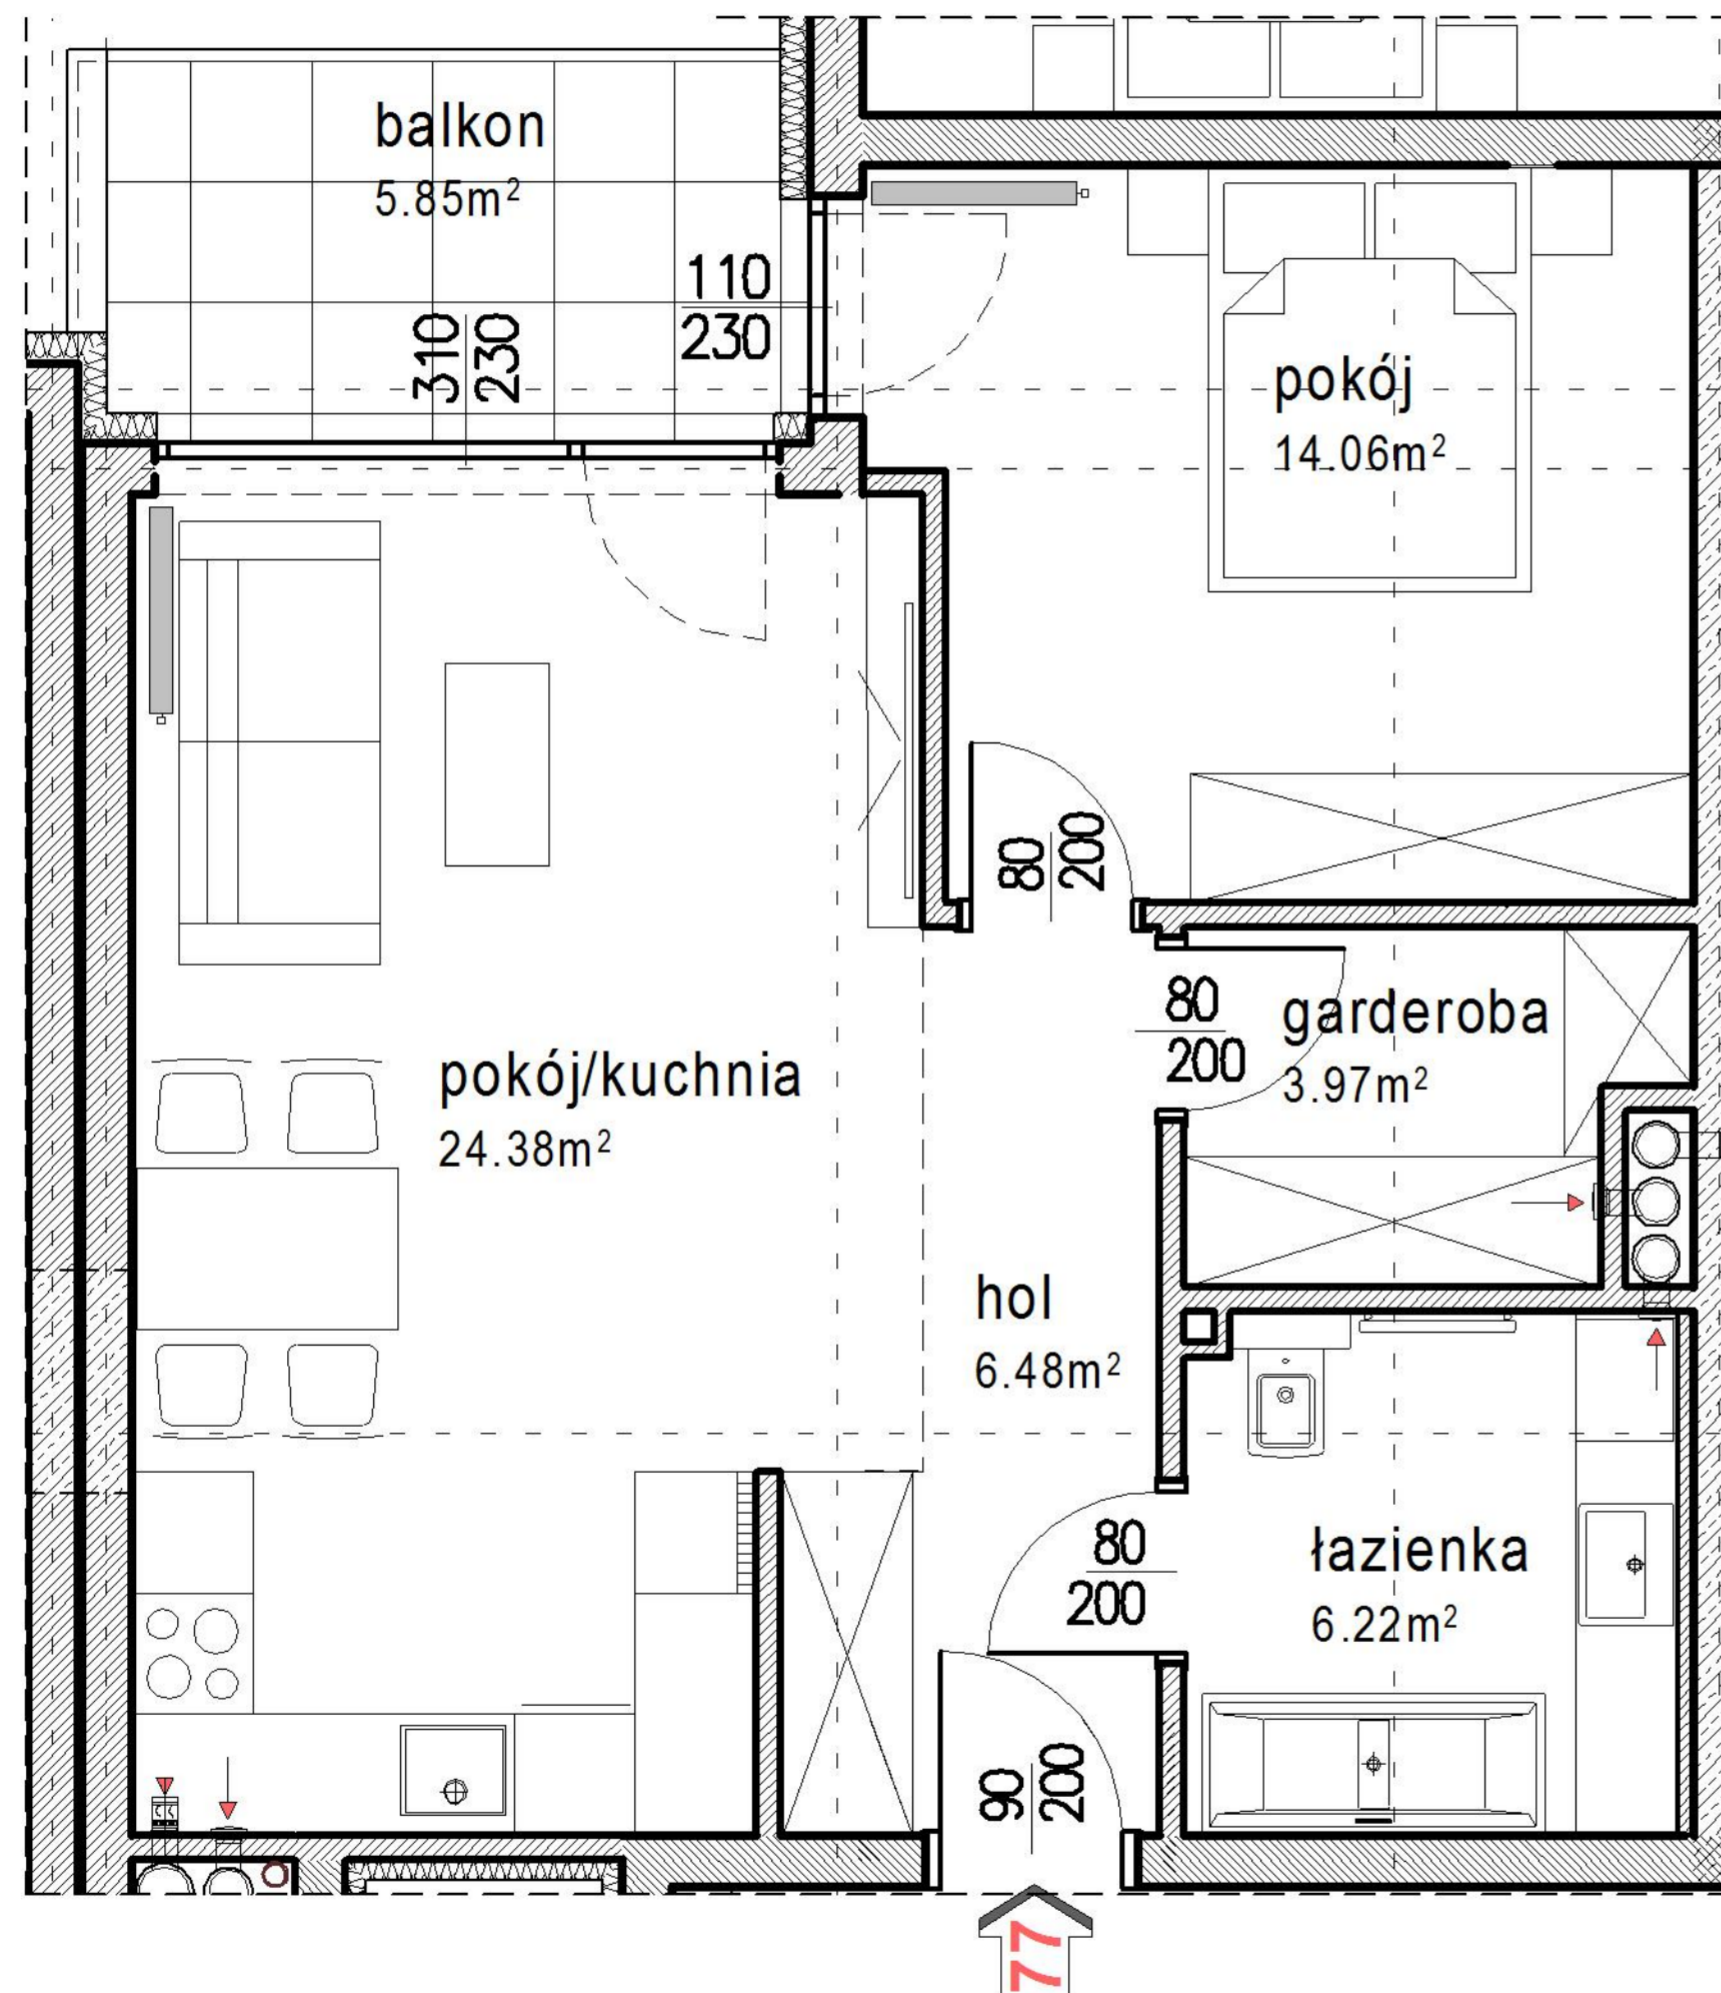 balkon
5.85m²
110
230
310
230
pokój
14.06m²
80
200
80
200
garderoba
3.97m²
pokój/kuchnia
24.38m²
hol
6.48m²
80
200
łazienka
6.22m²
90
200
77